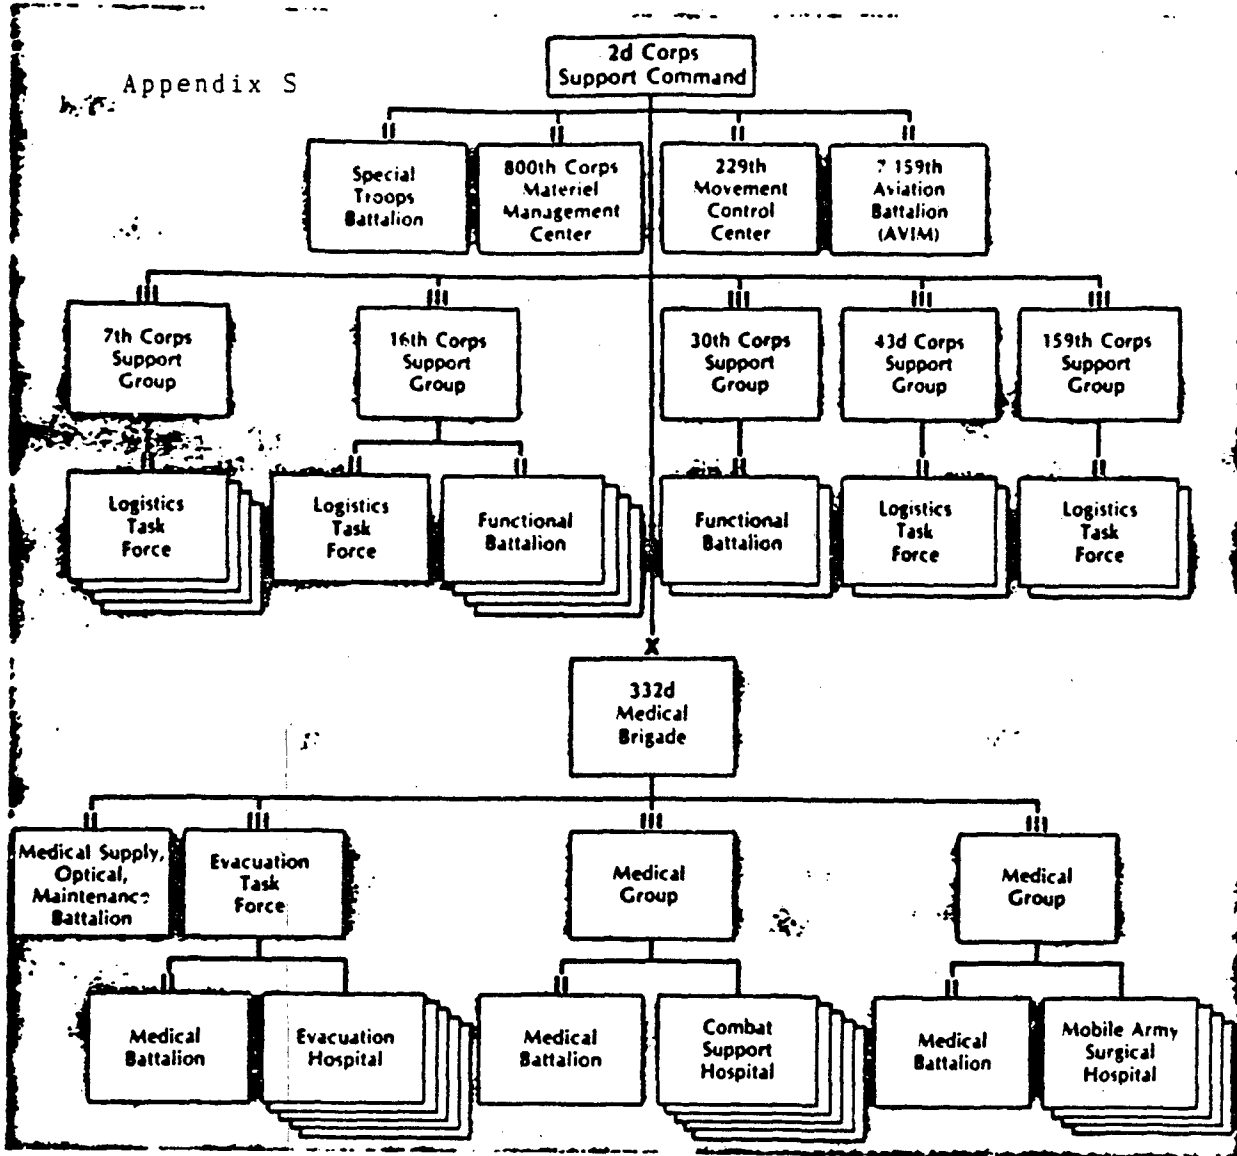 Appendix S
2d Corps
Support Command
II
II
II
II
Special
Troops
Battalion
800th Corps
Materiel
Management
Center
229th
Movement
Control
Center
159th
Aviation
Battalion
(AVIM)
III
III
III
III
III
7th Corps
Support
Group
16th Corps
Support
Group
30th Corps
Support
Group
43d Corps
Support
Group
159th Corps
Support
Group
II
II
II
II
II
II
Logistics
Task
Force
Logistics
Task
Force
Functional
Battalion
Functional
Battalion
Logistics
Task
Force
Logistics
Task
Force
X
332d
Medical
Brigade
II
III
III
III
Medical Supply,
Optical,
Maintenance
Battalion
Evacuation
Task
Force
Medical
Group
Medical
Group
II
II
II
Medical
Battalion
Evacuation
Hospital
Medical
Battalion
Combat
Support
Hospital
Medical
Battalion
Mobile Army
Surgical
Hospital